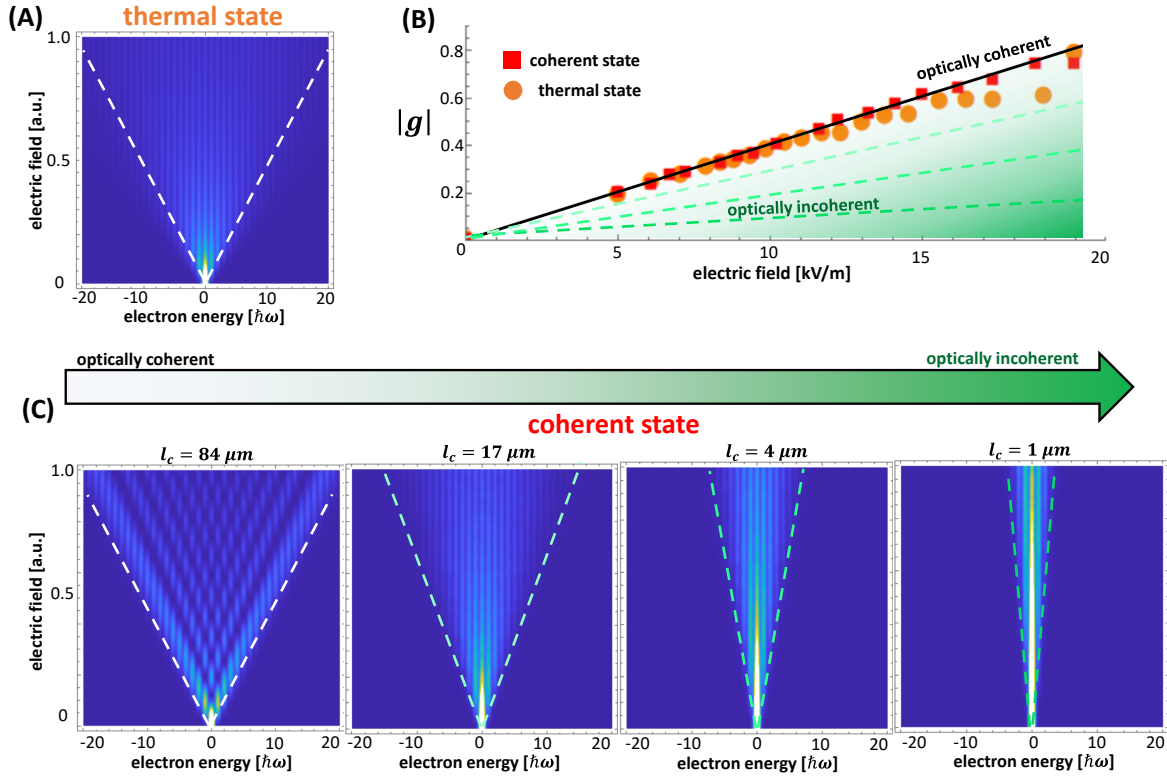 (A)
thermal state
1.0
0.5
0
electric field [a.u.]
-20 -10 0 10 20
electron energy [ℏω]
(B)
0.8
0.6
0.4
0.2
|g|
coherent state
thermal state
optically coherent
optically incoherent
0 5 10 15 20
electric field [kV/m]
optically coherent
optically incoherent
(C)
coherent state
l_c = 84 μm
l_c = 17 μm
l_c = 4 μm
l_c = 1 μm
1.0
0.5
0
electric field [a.u.]
-20 -10 0 10 20
-20 -10 0 10 20
-20 -10 0 10 20
-20 -10 0 10 20
electron energy [ℏω]
electron energy [ℏω]
electron energy [ℏω]
electron energy [ℏω]